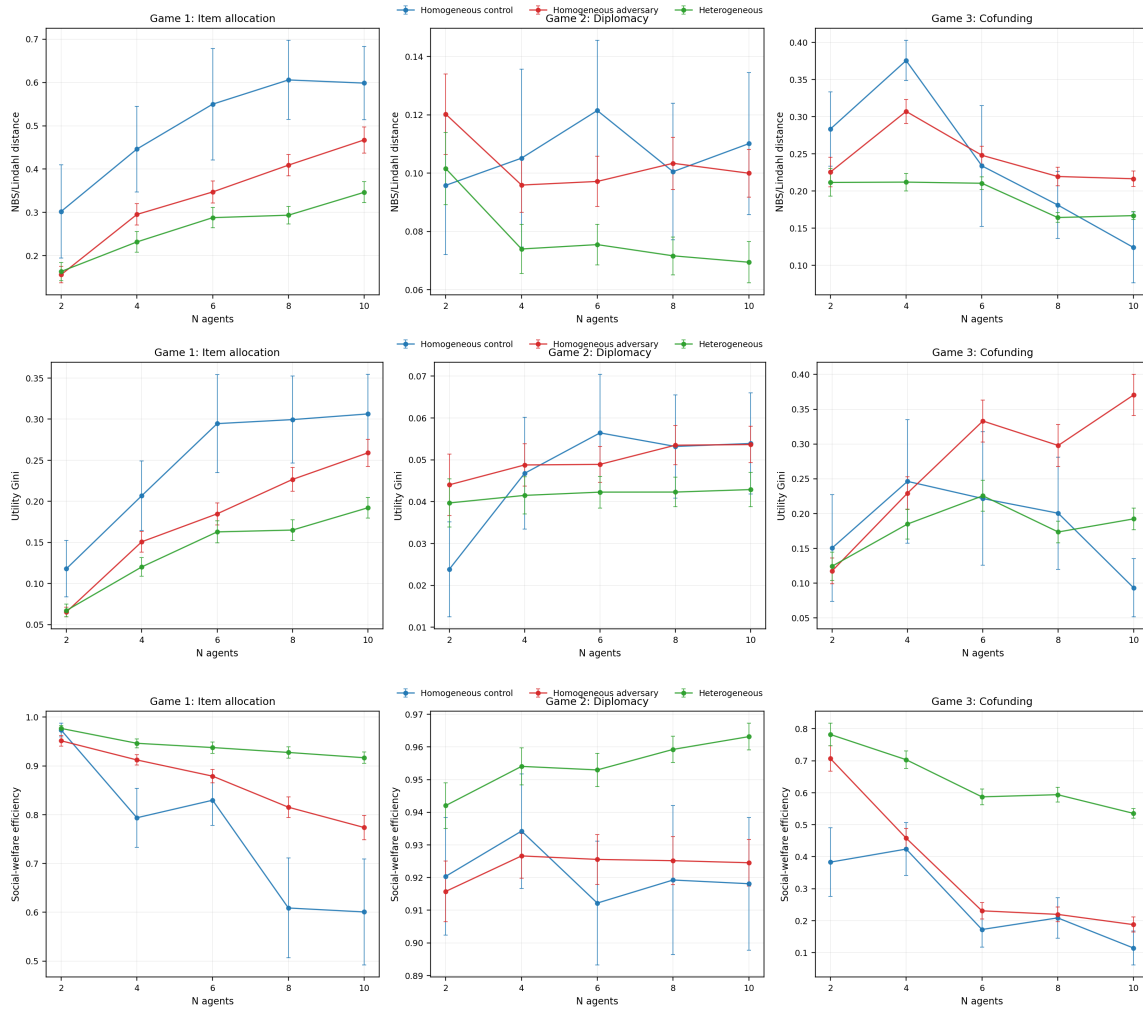 Homogeneous control Homogeneous adversary Heterogeneous
Game 1: Item allocation
Game 2: Diplomacy
Game 3: Cofunding
NBS/Lindahl distance
0.7
0.6
0.5
0.4
0.3
0.2
2 4 6 8 10
N agents
NBS/Lindahl distance
0.14
0.12
0.10
0.08
0.06
2 4 6 8 10
N agents
NBS/Lindahl distance
0.40
0.35
0.30
0.25
0.20
0.15
0.10
2 4 6 8 10
N agents
Homogeneous control Homogeneous adversary Heterogeneous
Game 1: Item allocation
Game 2: Diplomacy
Game 3: Cofunding
Utility Gini
0.35
0.30
0.25
0.20
0.15
0.10
0.05
2 4 6 8 10
N agents
Utility Gini
0.07
0.06
0.05
0.04
0.03
0.02
0.01
2 4 6 8 10
N agents
Utility Gini
0.40
0.35
0.30
0.25
0.20
0.15
0.10
0.05
2 4 6 8 10
N agents
Homogeneous control Homogeneous adversary Heterogeneous
Game 1: Item allocation
Game 2: Diplomacy
Game 3: Cofunding
Social-welfare efficiency
1.0
0.9
0.8
0.7
0.6
0.5
2 4 6 8 10
N agents
Social-welfare efficiency
0.97
0.96
0.95
0.94
0.93
0.92
0.91
0.90
0.89
2 4 6 8 10
N agents
Social-welfare efficiency
0.8
0.7
0.6
0.5
0.4
0.3
0.2
0.1
2 4 6 8 10
N agents